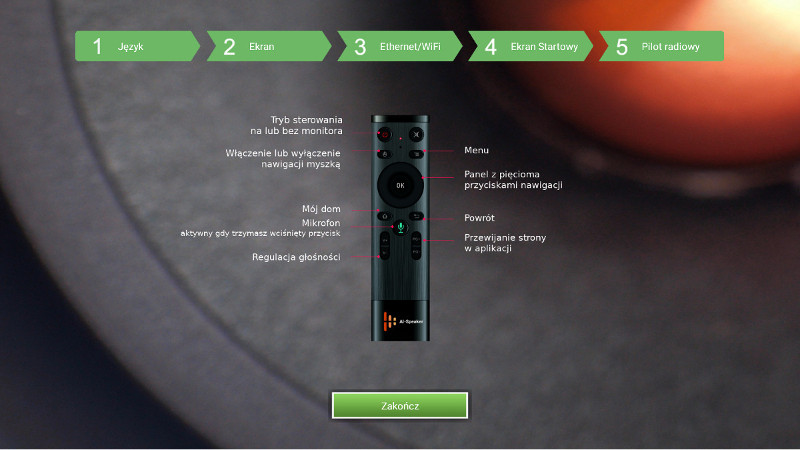 1 Język
2 Ekran
3 Ethernet/WiFi
4 Ekran Startowy
5 Pilot radiowy
Tryb sterowania
na lub bez monitora
Włączenie lub wyłączenie
nawigacji myszką
Mój dom
Mikrofon
aktywny gdy trzymasz wciśnięty przycisk
Regulacja głośności
OK
AI-Speaker
Menu
Panel z pięcioma
przyciskami nawigacji
Powrót
Przewijanie strony
w aplikacji
Zakończ